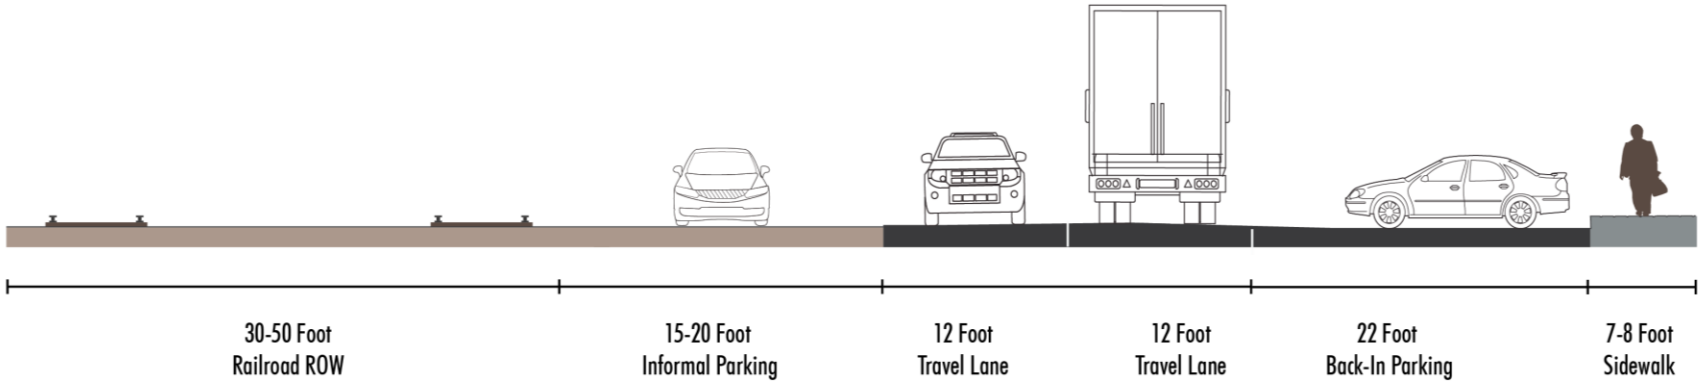 30-50 Foot
Railroad ROW
15-20 Foot
Informal Parking
12 Foot
Travel Lane
12 Foot
Travel Lane
22 Foot
Back-In Parking
7-8 Foot
Sidewalk